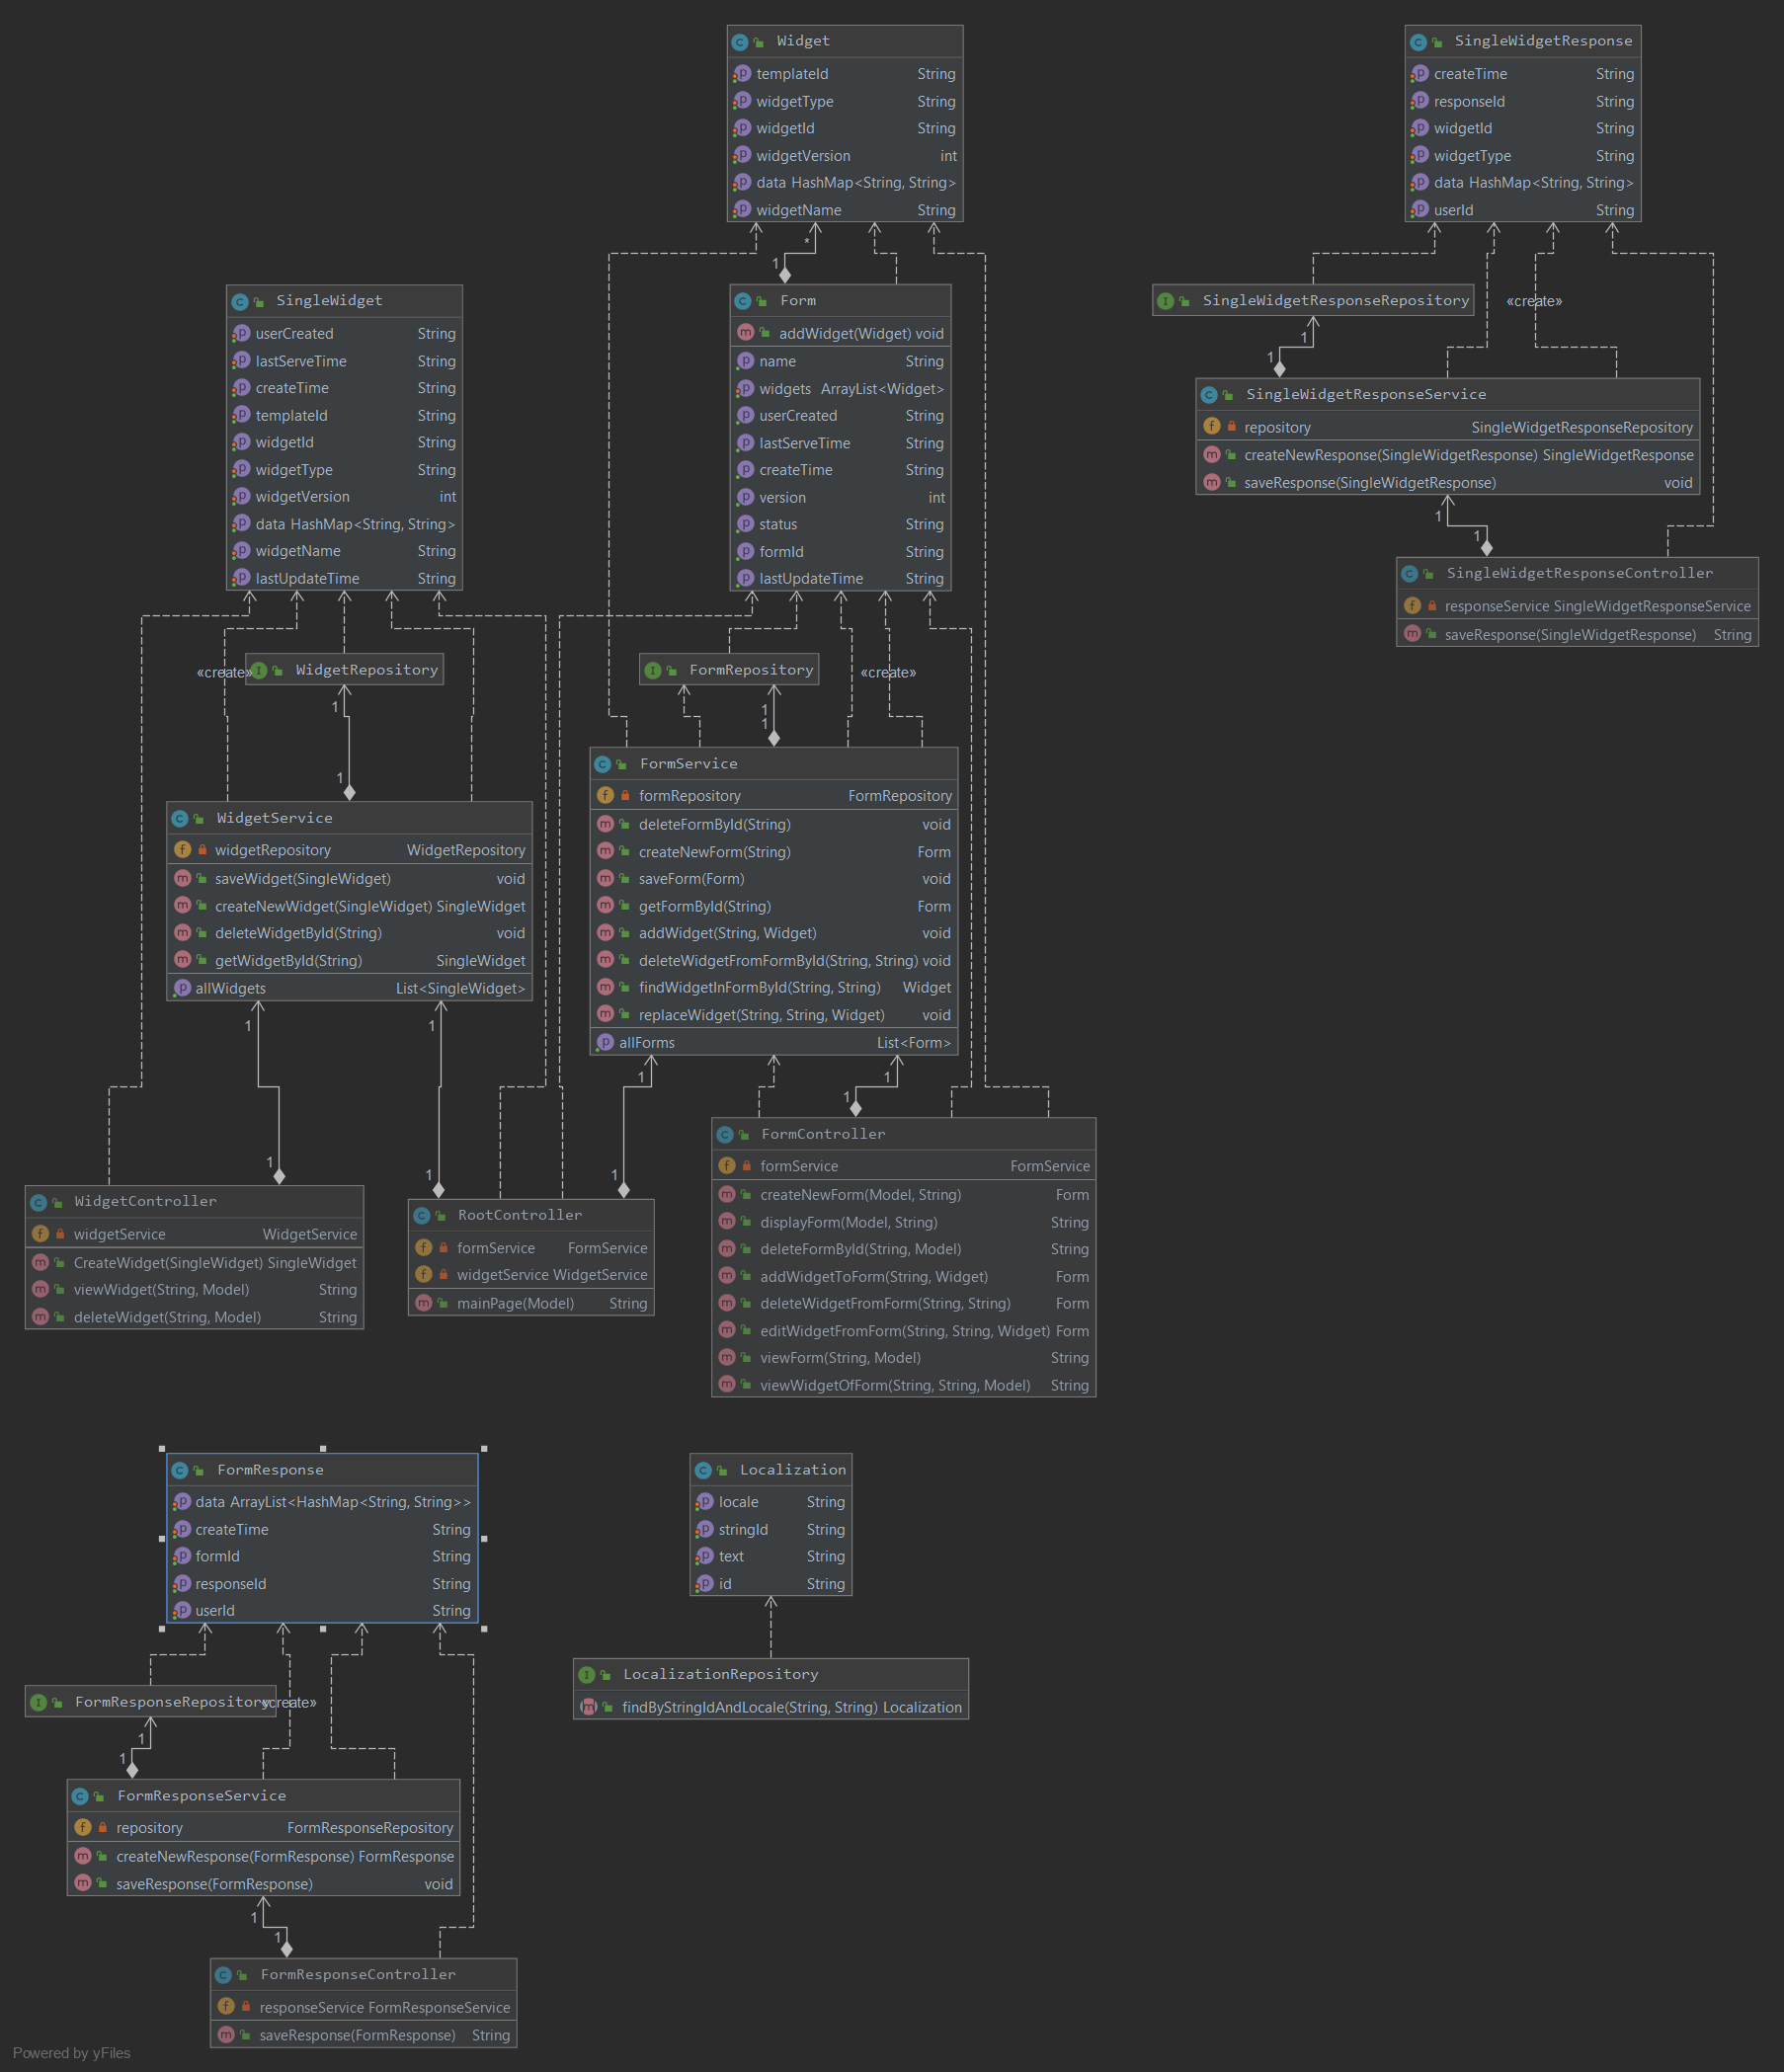 Widget
templateId String
widgetType String
widgetId String
widgetVersion int
data HashMap<String, String>
widgetName String
SingleWidgetResponse
createTime String
responseId String
widgetId String
widgetType String
data HashMap<String, String>
userId String
*
1
SingleWidget
userCreated String
lastServeTime String
createTime String
templateId String
widgetId String
widgetType String
widgetVersion int
data HashMap<String, String>
widgetName String
lastUpdateTime String
Form
addWidget(Widget) void
name String
widgets ArrayList<Widget>
userCreated String
lastServeTime String
createTime String
version int
status String
formId String
lastUpdateTime String
SingleWidgetResponseRepository
«create»
1
1
SingleWidgetResponseService
repository SingleWidgetResponseRepository
createNewResponse(SingleWidgetResponse) SingleWidgetResponse
saveResponse(SingleWidgetResponse) void
1
1
SingleWidgetResponseController
responseService SingleWidgetResponseService
saveResponse(SingleWidgetResponse) String
«create»
WidgetRepository
1
1
FormRepository
«create»
1
1
WidgetService
widgetRepository WidgetRepository
saveWidget(SingleWidget) void
createNewWidget(SingleWidget) SingleWidget
deleteWidgetById(String) void
getWidgetById(String) SingleWidget
allWidgets List<SingleWidget>
FormService
formRepository FormRepository
deleteFormById(String) void
createNewForm(String) Form
saveForm(Form) void
getFormById(String) Form
addWidget(String, Widget) void
deleteWidgetFromFormById(String, String) void
findWidgetInFormById(String, String) Widget
replaceWidget(String, String, Widget) void
allForms List<Form>
1
1
1
1
1
1
1
1
WidgetController
widgetService WidgetService
CreateWidget(SingleWidget) SingleWidget
viewWidget(String, Model) String
deleteWidget(String, Model) String
RootController
formService FormService
widgetService WidgetService
mainPage(Model) String
FormController
formService FormService
createNewForm(Model, String) Form
displayForm(Model, String) String
deleteFormById(String, Model) String
addWidgetToForm(String, Widget) Form
deleteWidgetFromForm(String, String) Form
editWidgetFromForm(String, String, Widget) Form
viewForm(String, Model) String
viewWidgetOfForm(String, String, Model) String
FormResponse
data ArrayList<HashMap<String, String>>
createTime String
formId String
responseId String
userId String
Localization
locale String
stringId String
text String
id String
FormResponseRepository
«create»
1
1
LocalizationRepository
findByStringIdAndLocale(String, String) Localization
FormResponseService
repository FormResponseRepository
createNewResponse(FormResponse) FormResponse
saveResponse(FormResponse) void
1
1
FormResponseController
responseService FormResponseService
saveResponse(FormResponse) String
Powered by yFiles